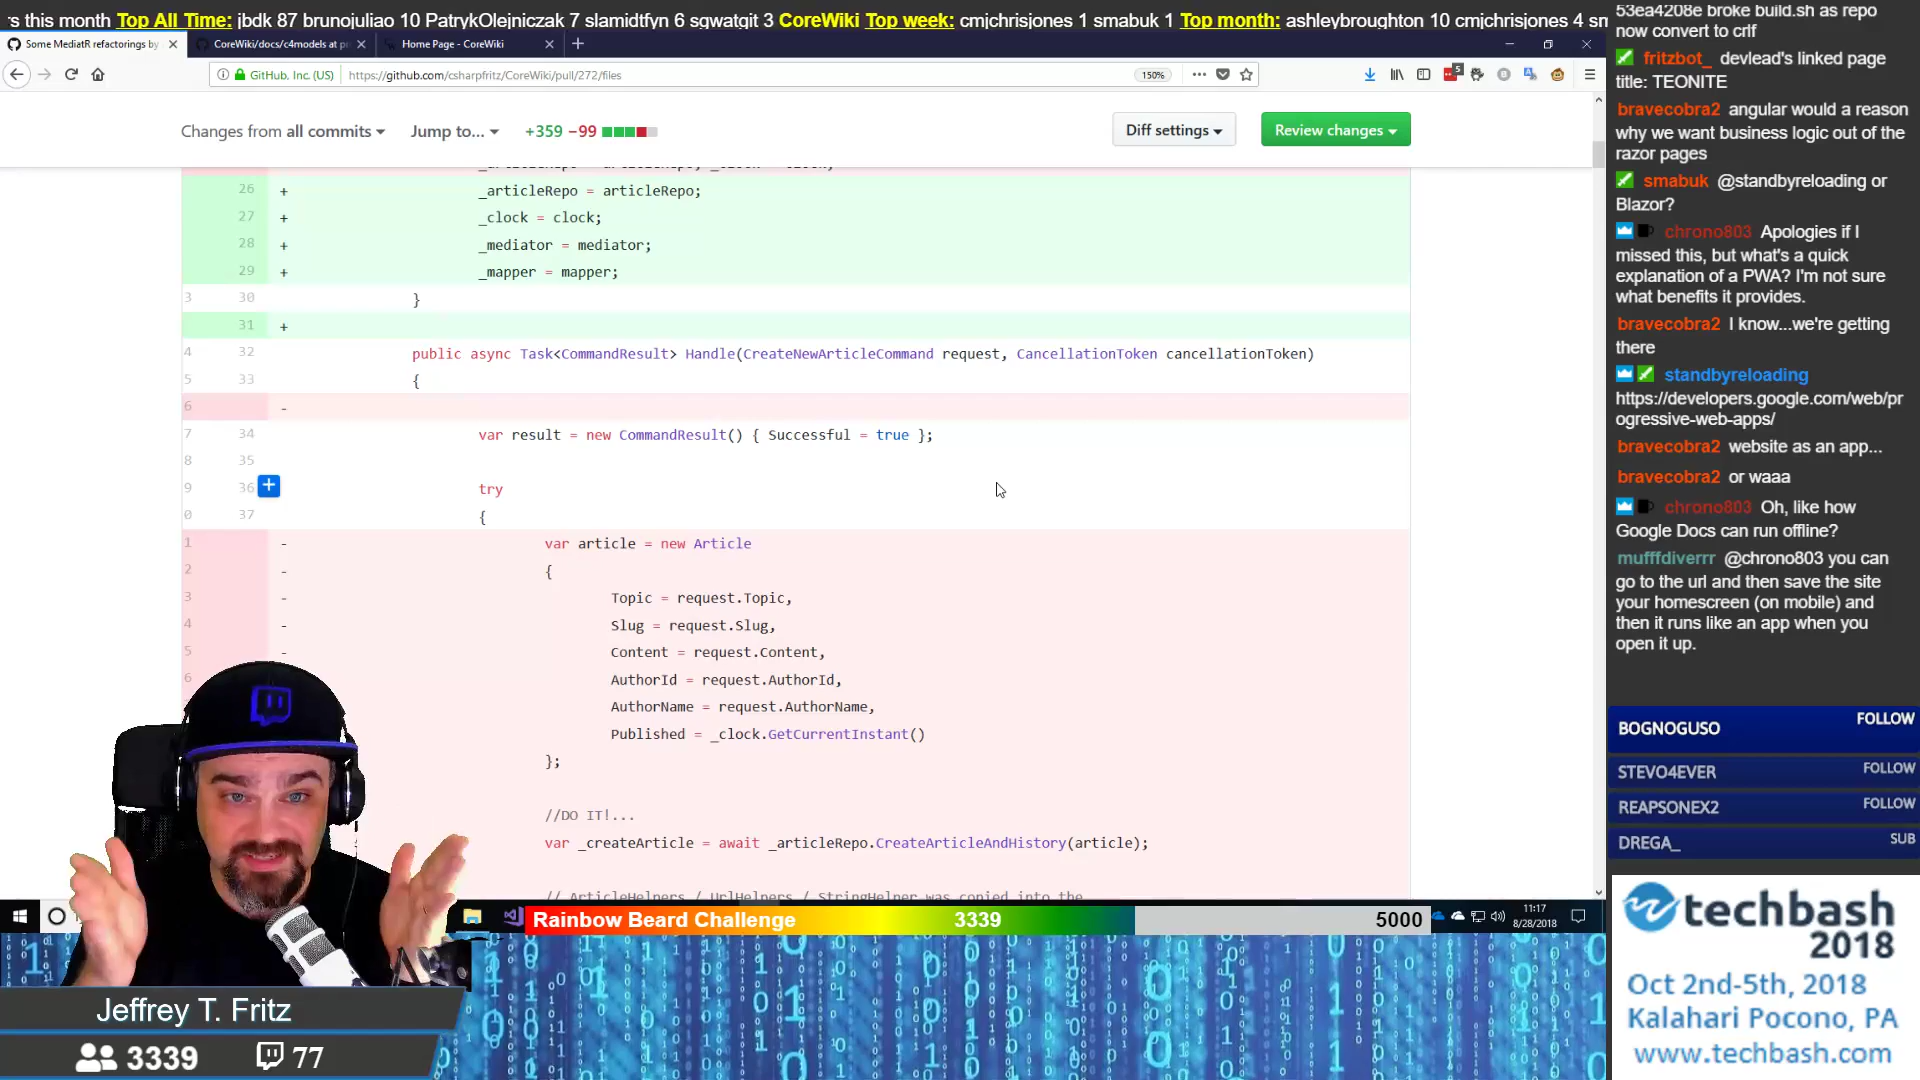 rs this month Top All Time: jbdk 87 brunojuliao 10 PatrykOlejniczak 7 slamidtfyn 6 sgwatgit 3 CoreWiki Top week: cmjchrisjones 1 smabuk 1 Top month: ashleybroughton 10 cmjchrisjones 4 sm
Some MediatR refactorings by
CoreWiki/docs/c4models at pr
Home Page - CoreWiki
GitHub, Inc. (US)
https://github.com/csharpfritz/CoreWiki/pull/272/files
150%
5
Changes from all commits
Jump to...
+359 −99
Diff settings
Review changes
26 + _articleRepo = articleRepo;
27 + _clock = clock;
28 + _mediator = mediator;
29 + _mapper = mapper;
3 30 }
31 +
4 32 public async Task<CommandResult> Handle(CreateNewArticleCommand request, CancellationToken cancellationToken)
5 33 {
6 -
7 34 var result = new CommandResult() { Successful = true };
8 35
9 36 + try
0 37 {
1 - var article = new Article
2 - {
3 - Topic = request.Topic,
4 - Slug = request.Slug,
5 - Content = request.Content,
6 AuthorId = request.AuthorId,
AuthorName = request.AuthorName,
Published = _clock.GetCurrentInstant()
};
//DO IT!...
var _createArticle = await _articleRepo.CreateArticleAndHistory(article);
// ArticleHelpers / UrlHelpers / StringHelper was copied into the
53ea4208e broke build.sh as repo
now convert to crlf
fritzbot_ devlead's linked page
title: TEONITE
bravecobra2 angular would a reason
why we want business logic out of the
razor pages
smabuk @standbyreloading or
Blazor?
chrono803 Apologies if I
missed this, but what's a quick
explanation of a PWA? I'm not sure
what benefits it provides.
bravecobra2 I know...we're getting
there
standbyreloading
https://developers.google.com/web/pr
ogressive-web-apps/
bravecobra2 website as an app...
bravecobra2 or waaa
chrono803 Oh, like how
Google Docs can run offline?
mufffdiverrr @chrono803 you can
go to the url and then save the site
your homescreen (on mobile) and
then it runs like an app when you
open it up.
BOGNOGUSO FOLLOW
STEVO4EVER FOLLOW
REAPSONEX2 FOLLOW
DREGA_ SUB
techbash
2018
Oct 2nd-5th, 2018
Kalahari Pocono, PA
www.techbash.com
Rainbow Beard Challenge 3339 5000
11:17
8/28/2018
Jeffrey T. Fritz
3339 77